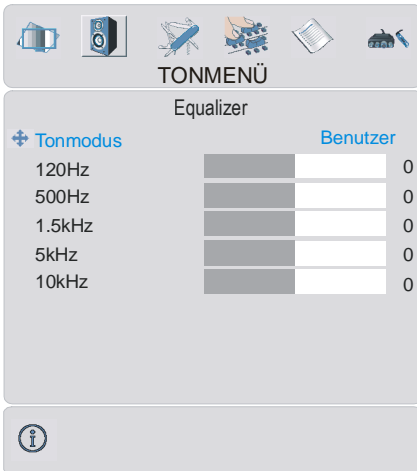 TONMENÜ
Equalizer
Tonmodus Benutzer
120Hz 0
500Hz 0
1.5kHz 0
5kHz 0
10kHz 0